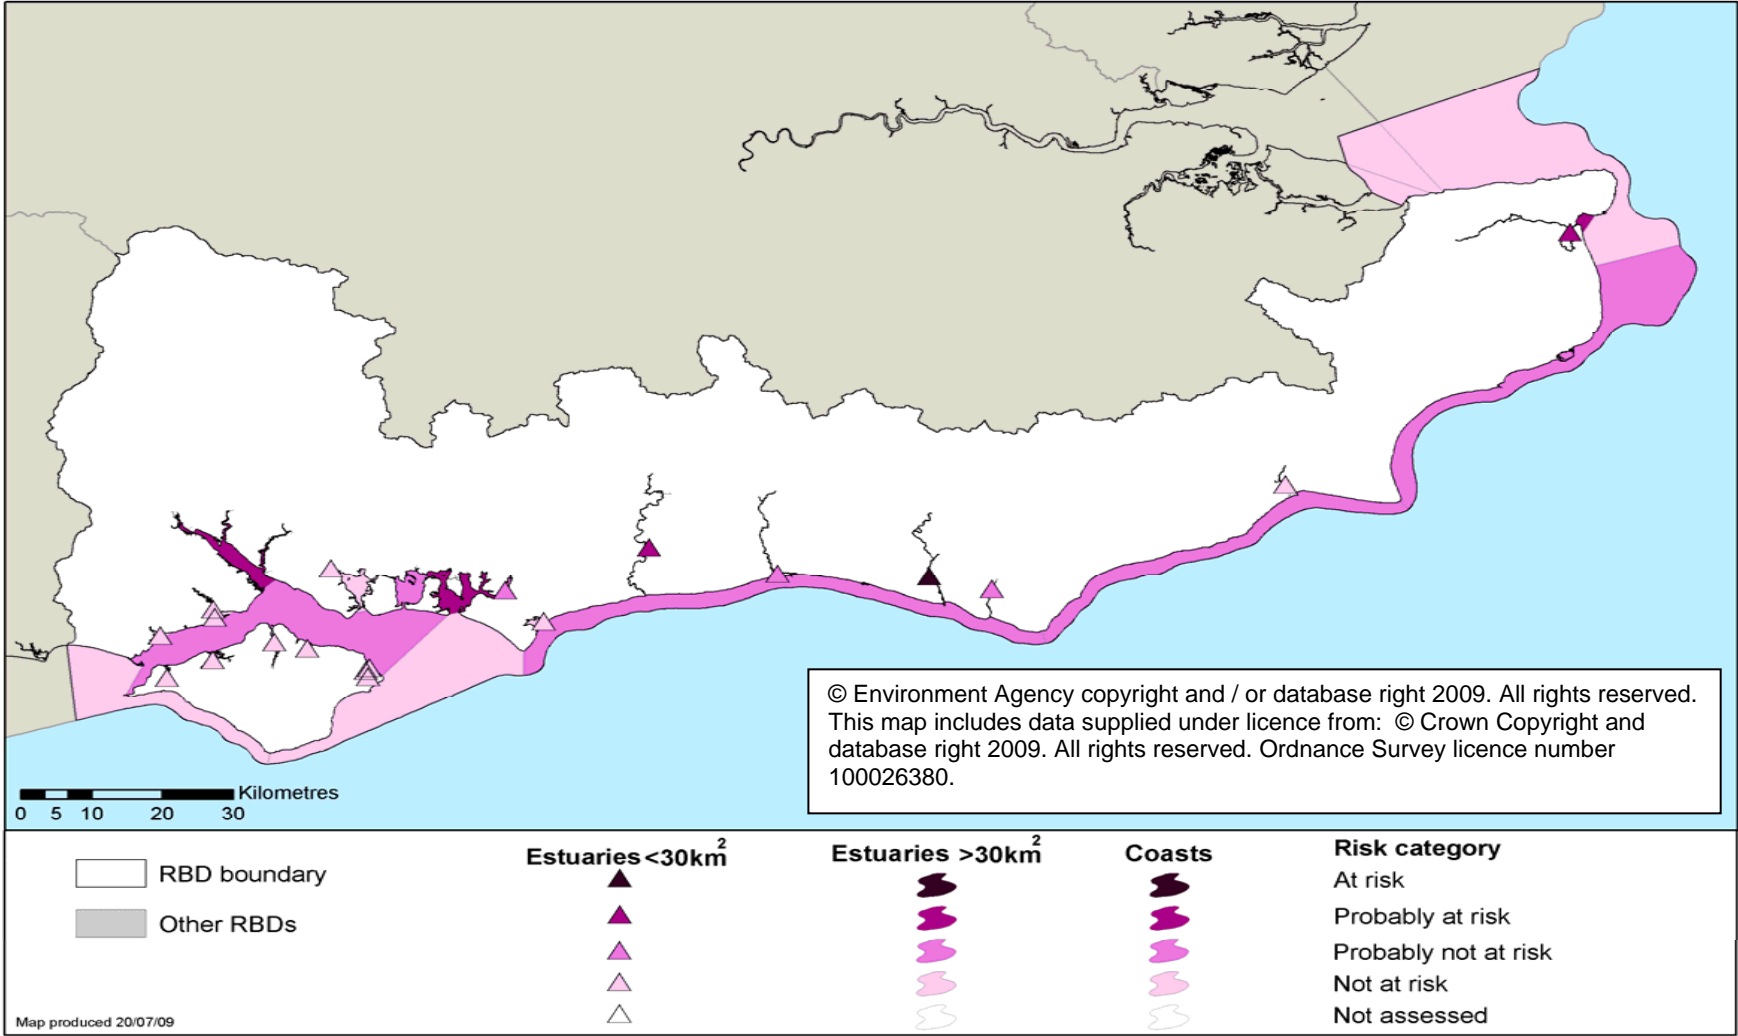 © Environment Agency copyright and / or database right 2009. All rights reserved.
This map includes data supplied under licence from: © Crown Copyright and
database right 2009. All rights reserved. Ordnance Survey licence number
100026380.
Kilometres
0 5 10 20 30
RBD boundary
Other RBDs
Estuaries <30km²
Estuaries >30km²
Coasts
Risk category
At risk
Probably at risk
Probably not at risk
Not at risk
Not assessed
Map produced 20/07/09